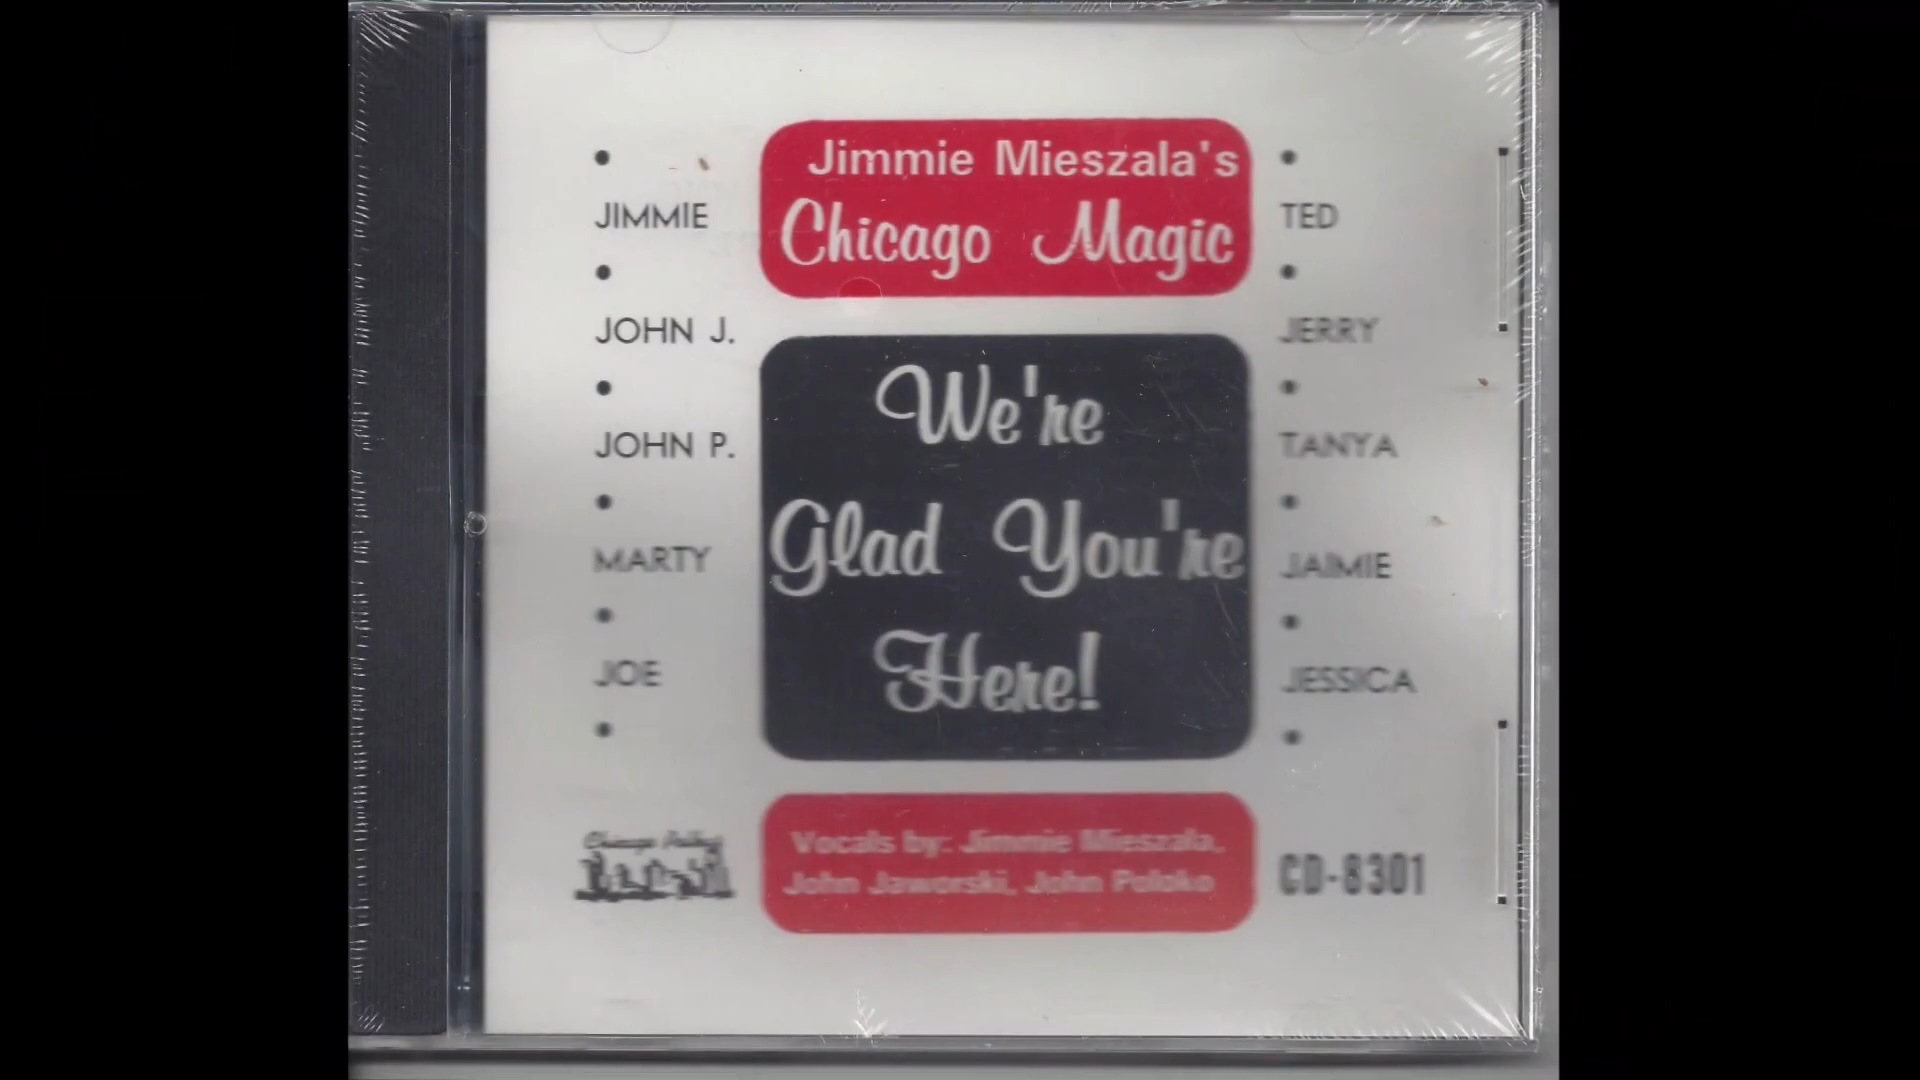 Jimmie Mieszala's
Chicago Magic
JIMMIE
JOHN J.
JOHN P.
MARTY
JOE
We're
Glad You're
Here!
TED
JERRY
TANYA
JAIMIE
JESSICA
Chicago
Vocals by: Jimmie Mieszala,
John Jaworski, John Poloko
CD-8301